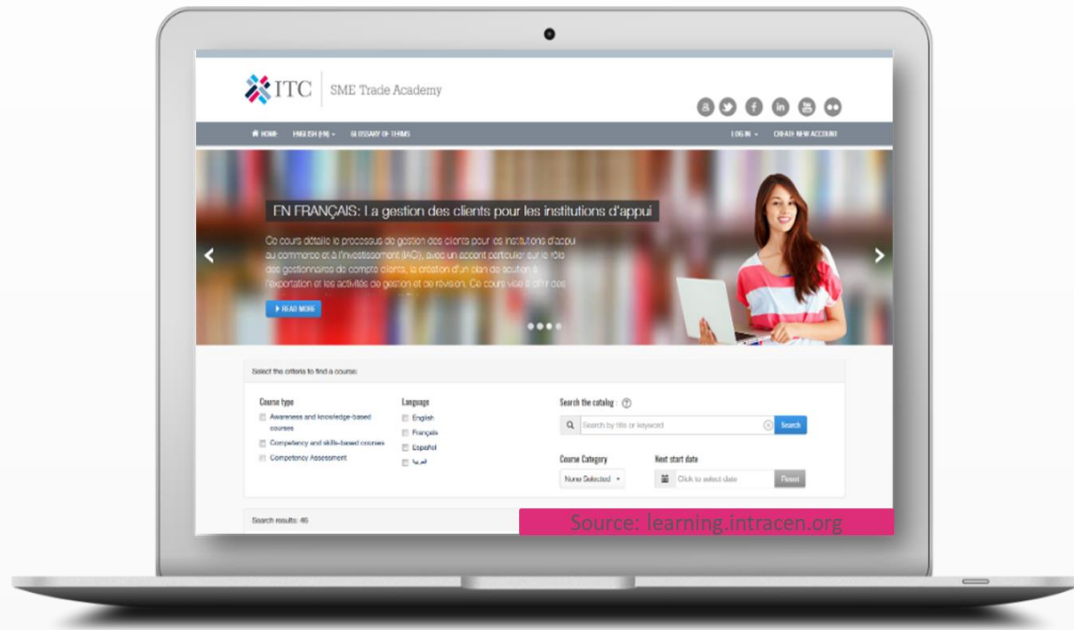 ITC
SME Trade Academy
HOME ENGLISH (EN) GLOSSARY OF TERMS LOG IN CREATE NEW ACCOUNT
EN FRANÇAIS: La gestion des clients pour les institutions d'appui
Ce cours détaille le processus de gestion des clients pour les institutions d'appui
au commerce et à l'investissement (IACI), avec un accent particulier sur le rôle
des gestionnaires de compte clients, la création d'un plan de soutien à
l'exportation et les activités de gestion et de révision. Ce cours vise à offrir des
READ MORE
Select the criteria to find a course:
Course type
Awareness and knowledge-based
courses
Competency and skills-based courses
Competency Assessment
Language
English
Français
Español
العربية
Search the catalog :
Search by title or keyword
Search
Course Category
None Selected
Next start date
Click to select date
Reset
Search results: 46
Source: learning.intracen.org